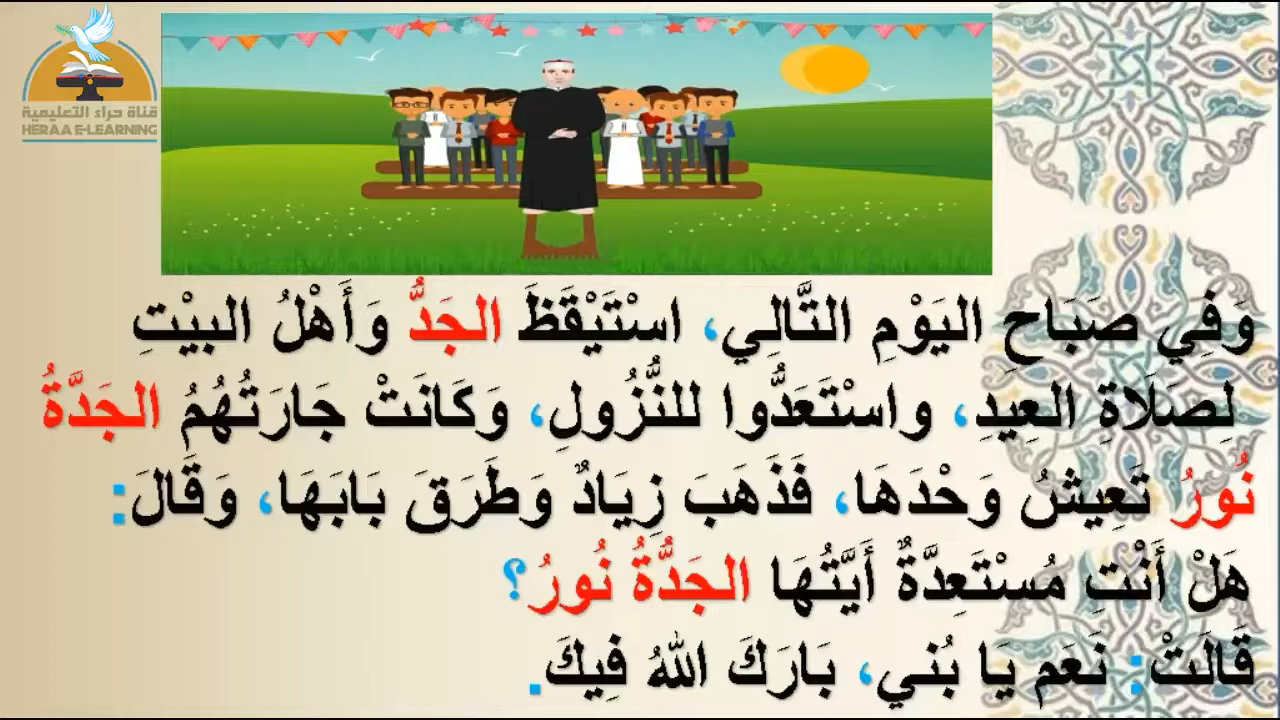 قناة حراء التعليمية
HERAA E-LEARNING
وَفِي صَبَاحِ اليَوْمِ التَّالِي، اسْتَيْقَظَ الجَدُّ وَأَهْلُ البيْتِ
لِصَلَاةِ العِيدِ، واسْتَعَدُّوا للنُّزُولِ، وَكَانَتْ جَارَتُهُمُ الجَدَّةُ
نُورُ تَعِيشُ وَحْدَهَا، فَذَهَبَ زِيَادٌ وَطَرَقَ بَابَهَا، وَقَالَ:
هَلْ أَنْتِ مُسْتَعِدَّةٌ أَيَّتُهَا الجَدُّةُ نُورُ؟
قَالَتْ: نَعَم يَا بُني، بَارَكَ اللهُ فِيكَ.